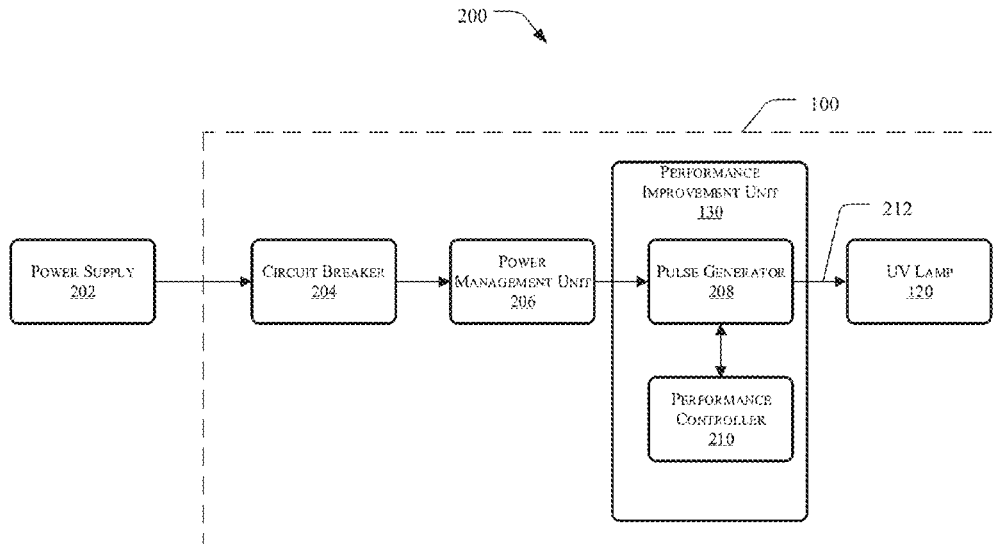 200
100
PERFORMANCE
IMPROVEMENT UNIT
130
212
POWER SUPPLY
202
CIRCUIT BREAKER
204
POWER
MANAGEMENT UNIT
206
PULSE GENERATOR
208
UV LAMP
120
PERFORMANCE
CONTROLLER
210